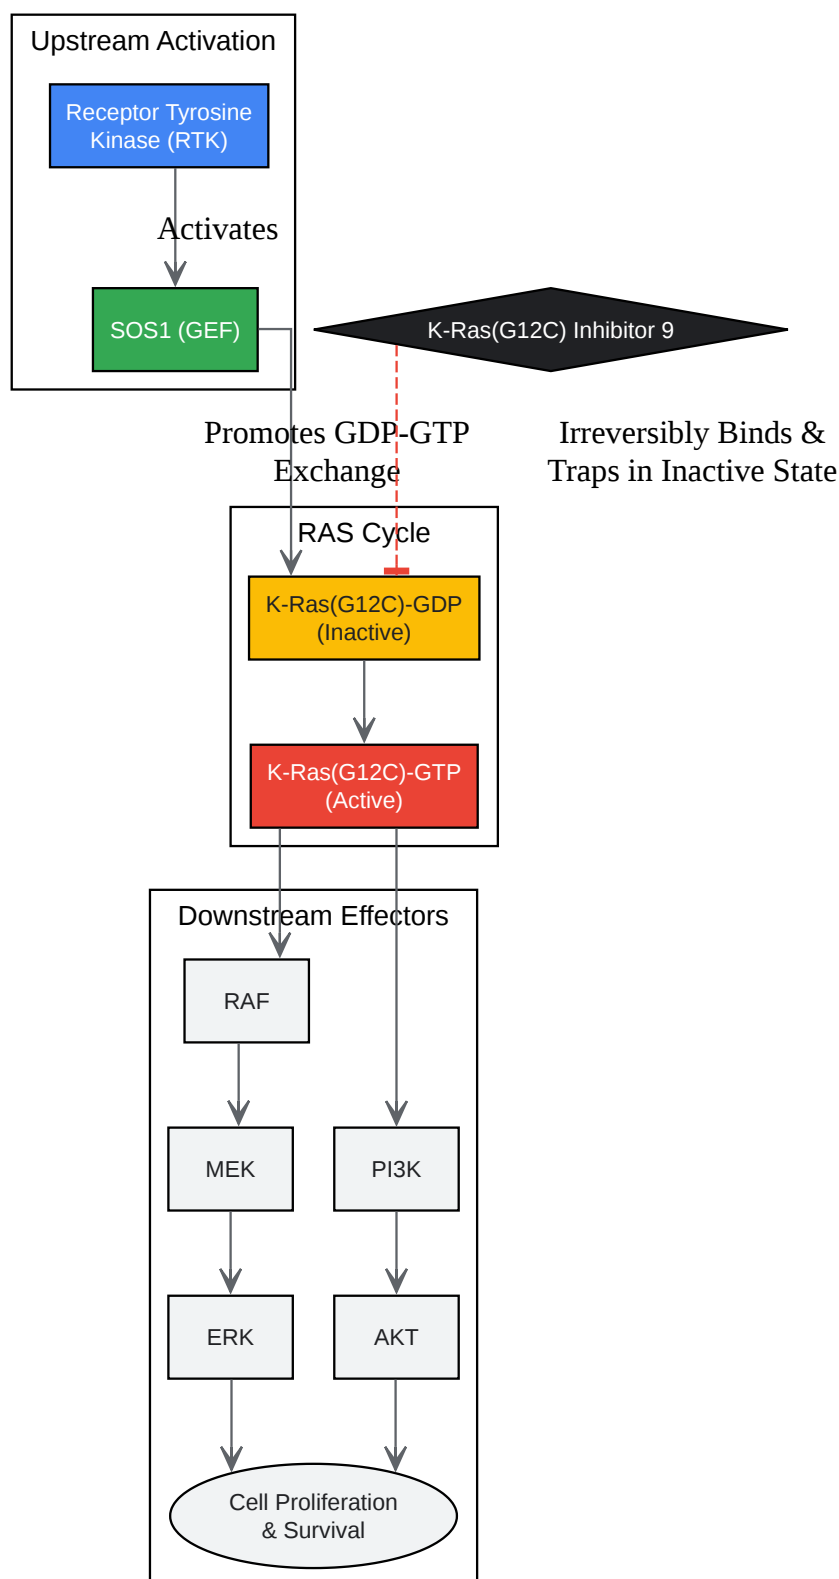 Upstream Activation
Receptor Tyrosine
Kinase (RTK)
Activates
SOS1 (GEF)
K-Ras(G12C) Inhibitor 9
Promotes GDP-GTP
Exchange
Irreversibly Binds &
Traps in Inactive State
RAS Cycle
K-Ras(G12C)-GDP
(Inactive)
K-Ras(G12C)-GTP
(Active)
Downstream Effectors
RAF
MEK
PI3K
ERK
AKT
Cell Proliferation
& Survival